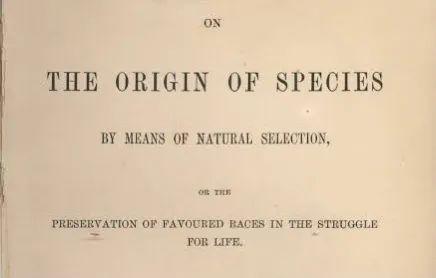 ON
THE ORIGIN OF SPECIES
BY MEANS OF NATURAL SELECTION,
OR THE
PRESERVATION OF FAVOURED RACES IN THE STRUGGLE
FOR LIFE.